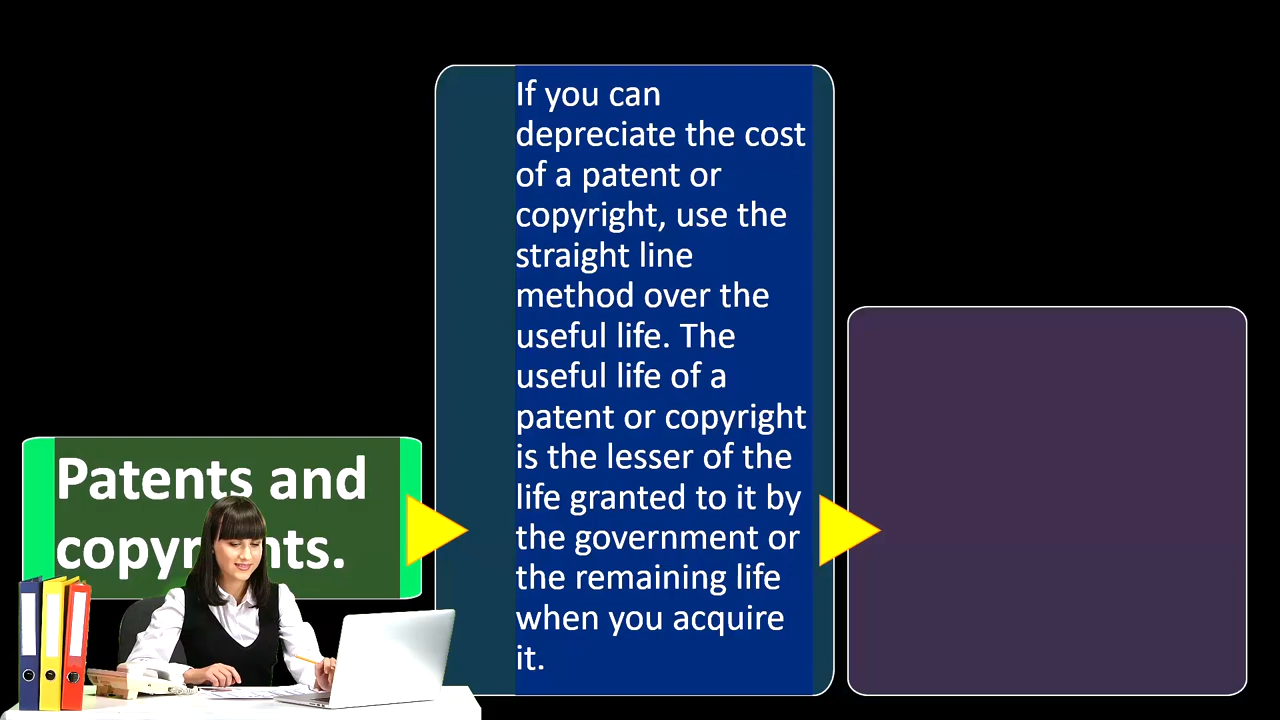 Patents and
If you can
depreciate the cost
of a patent or
copyright, use the
straight line
method over the
useful life. The
useful life of a
patent or copyright
is the lesser of the
life granted to it by
the government or
the remaining life
when you acquire
it.